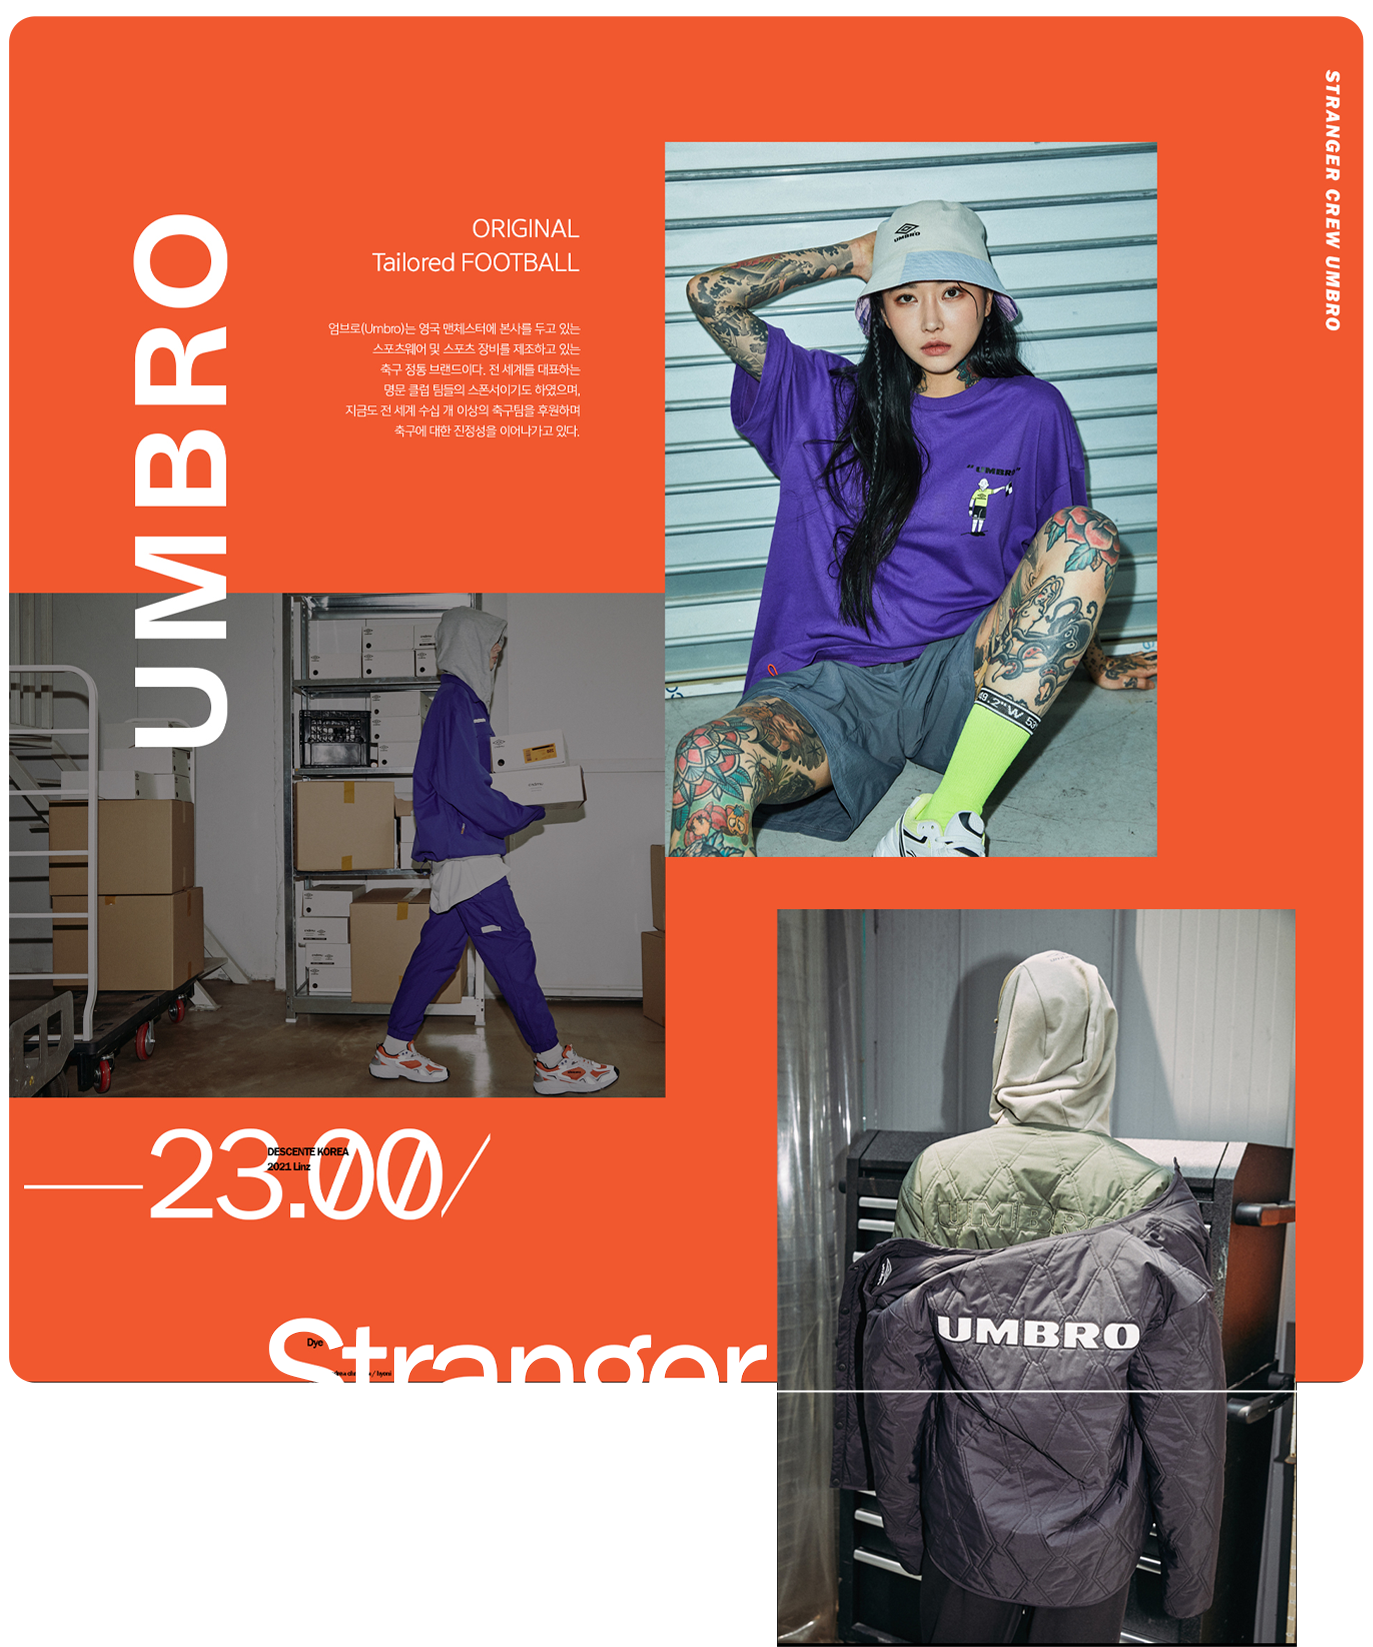 STRANGER CREW UMBRO
UMBRO
ORIGINAL
Tailored FOOTBALL
엄브로(Umbro)는 영국 맨체스터에 본사를 두고 있는
스포츠웨어 및 스포츠 장비를 제조하고 있는
축구 정통 브랜드이다. 전 세계를 대표하는
명문 클럽 팀들의 스폰서이기도 하였으며,
지금도 전 세계 수십 개 이상의 축구팀을 후원하며
축구에 대한 진정성을 이어나가고 있다.
UMBRO
"UMBRO"
23.00/
DESCENTE KOREA
2021 Linz
UMBRO
UMBRO
Stranger
Dye
/ hyoni